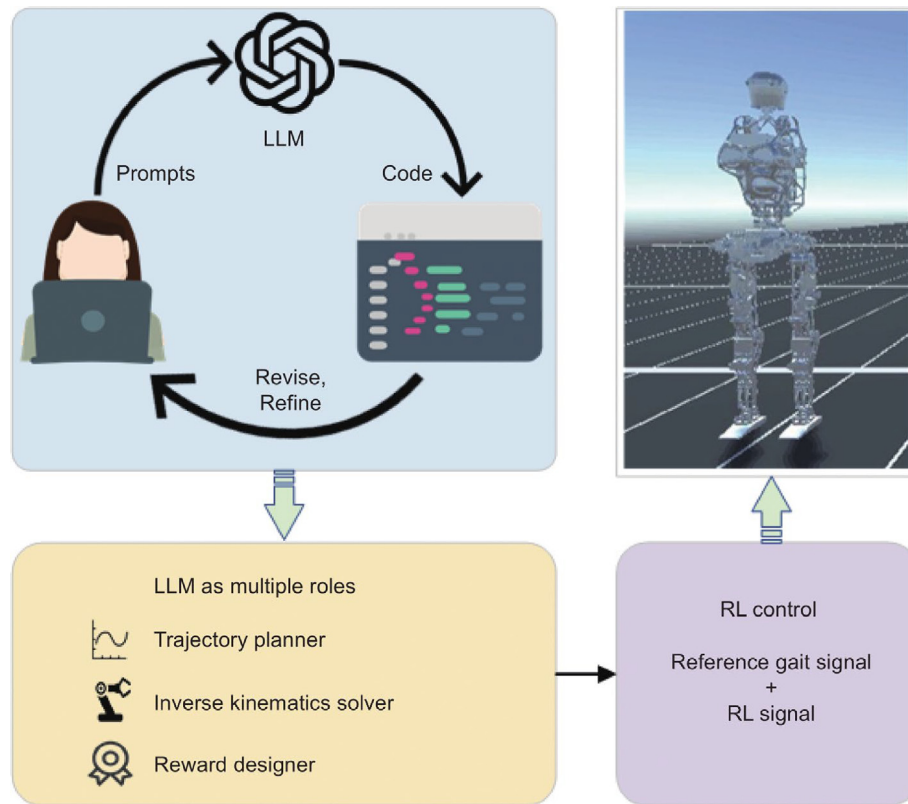 LLM
Prompts
Code
Revise,
Refine
LLM as multiple roles
Trajectory planner
Inverse kinematics solver
Reward designer
RL control
Reference gait signal
+
RL signal